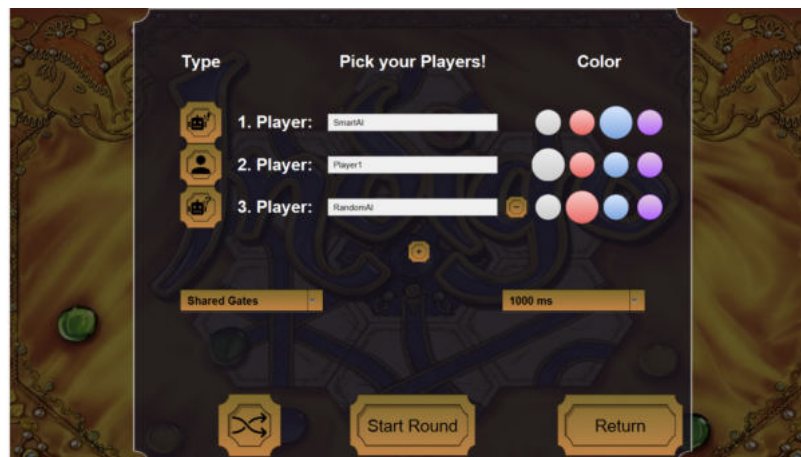 Type Pick your Players! Color
1. Player: SmartAI
2. Player: Player1
3. Player: RandomAI
Shared Gates 1000 ms
Start Round Return